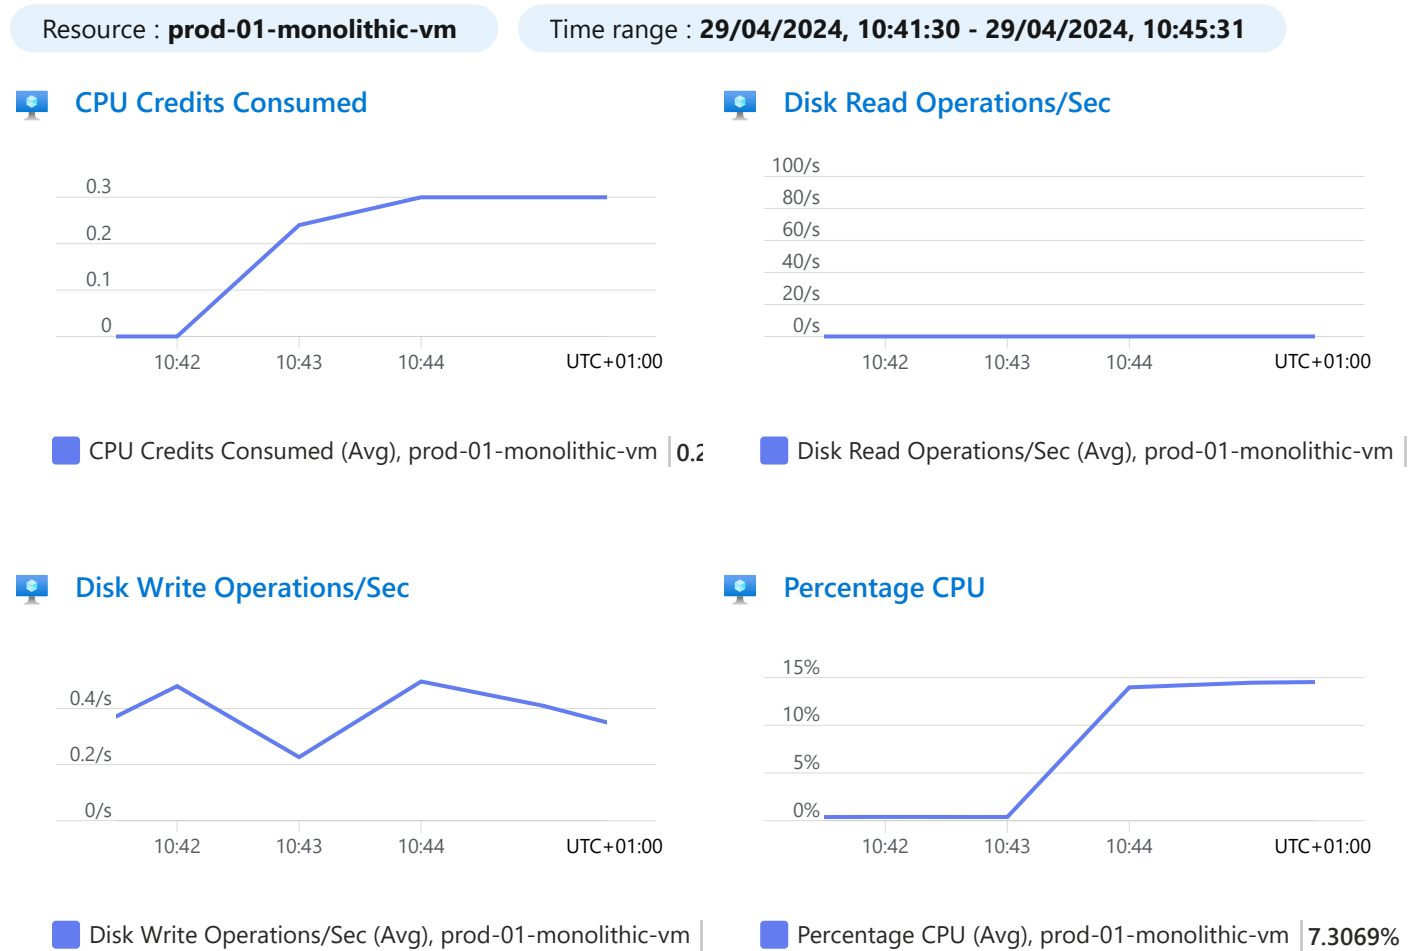 Resource : prod-01-monolithic-vm
Time range : 29/04/2024, 10:41:30 - 29/04/2024, 10:45:31
CPU Credits Consumed
0.3
0.2
0.1
0
10:42 10:43 10:44 UTC+01:00
CPU Credits Consumed (Avg), prod-01-monolithic-vm
Disk Read Operations/Sec
100/s
80/s
60/s
40/s
20/s
0/s
10:42 10:43 10:44 UTC+01:00
Disk Read Operations/Sec (Avg), prod-01-monolithic-vm
Disk Write Operations/Sec
0.4/s
0.2/s
0/s
10:42 10:43 10:44 UTC+01:00
Disk Write Operations/Sec (Avg), prod-01-monolithic-vm
Percentage CPU
15%
10%
5%
0%
10:42 10:43 10:44 UTC+01:00
Percentage CPU (Avg), prod-01-monolithic-vm 7.3069%